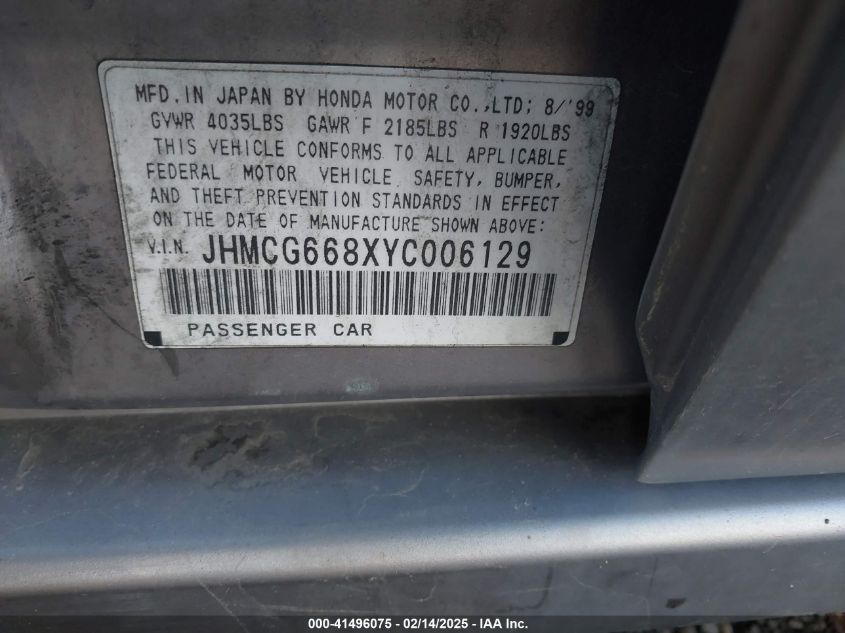 MFD. IN JAPAN BY HONDA MOTOR CO.,LTD; 8/'99
GVWR 4035LBS GAWR F 2185LBS R 1920LBS
THIS VEHICLE CONFORMS TO ALL APPLICABLE
FEDERAL MOTOR VEHICLE SAFETY, BUMPER,
AND THEFT PREVENTION STANDARDS IN EFFECT
ON THE DATE OF MANUFACTURE SHOWN ABOVE:
V.I.N. JHMCG668XYC006129
PASSENGER CAR
000-41496075 - 02/14/2025 - IAAI.com